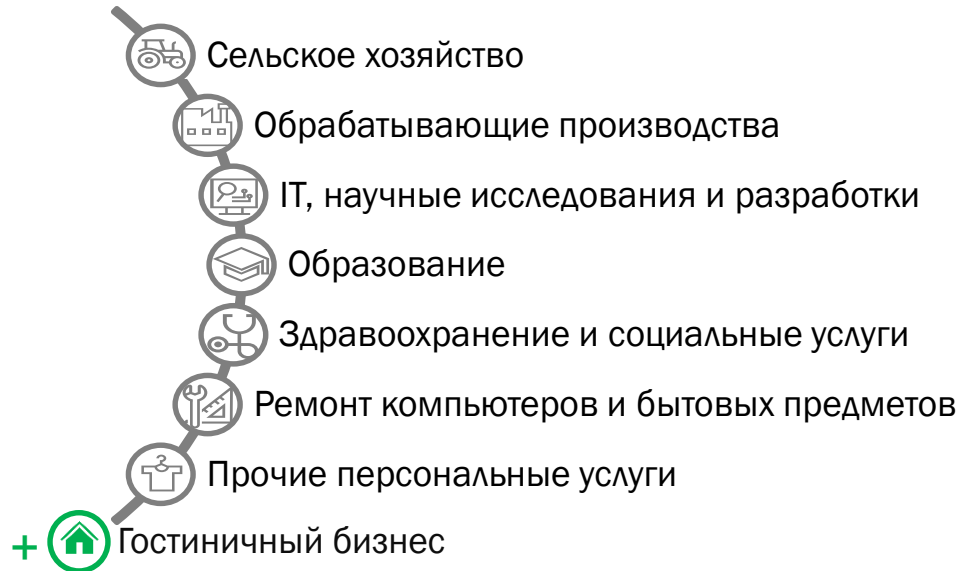 Сельское хозяйство
Обрабатывающие производства
IT, научные исследования и разработки
Образование
Здравоохранение и социальные услуги
Ремонт компьютеров и бытовых предметов
Прочие персональные услуги
+ Гостиничный бизнес